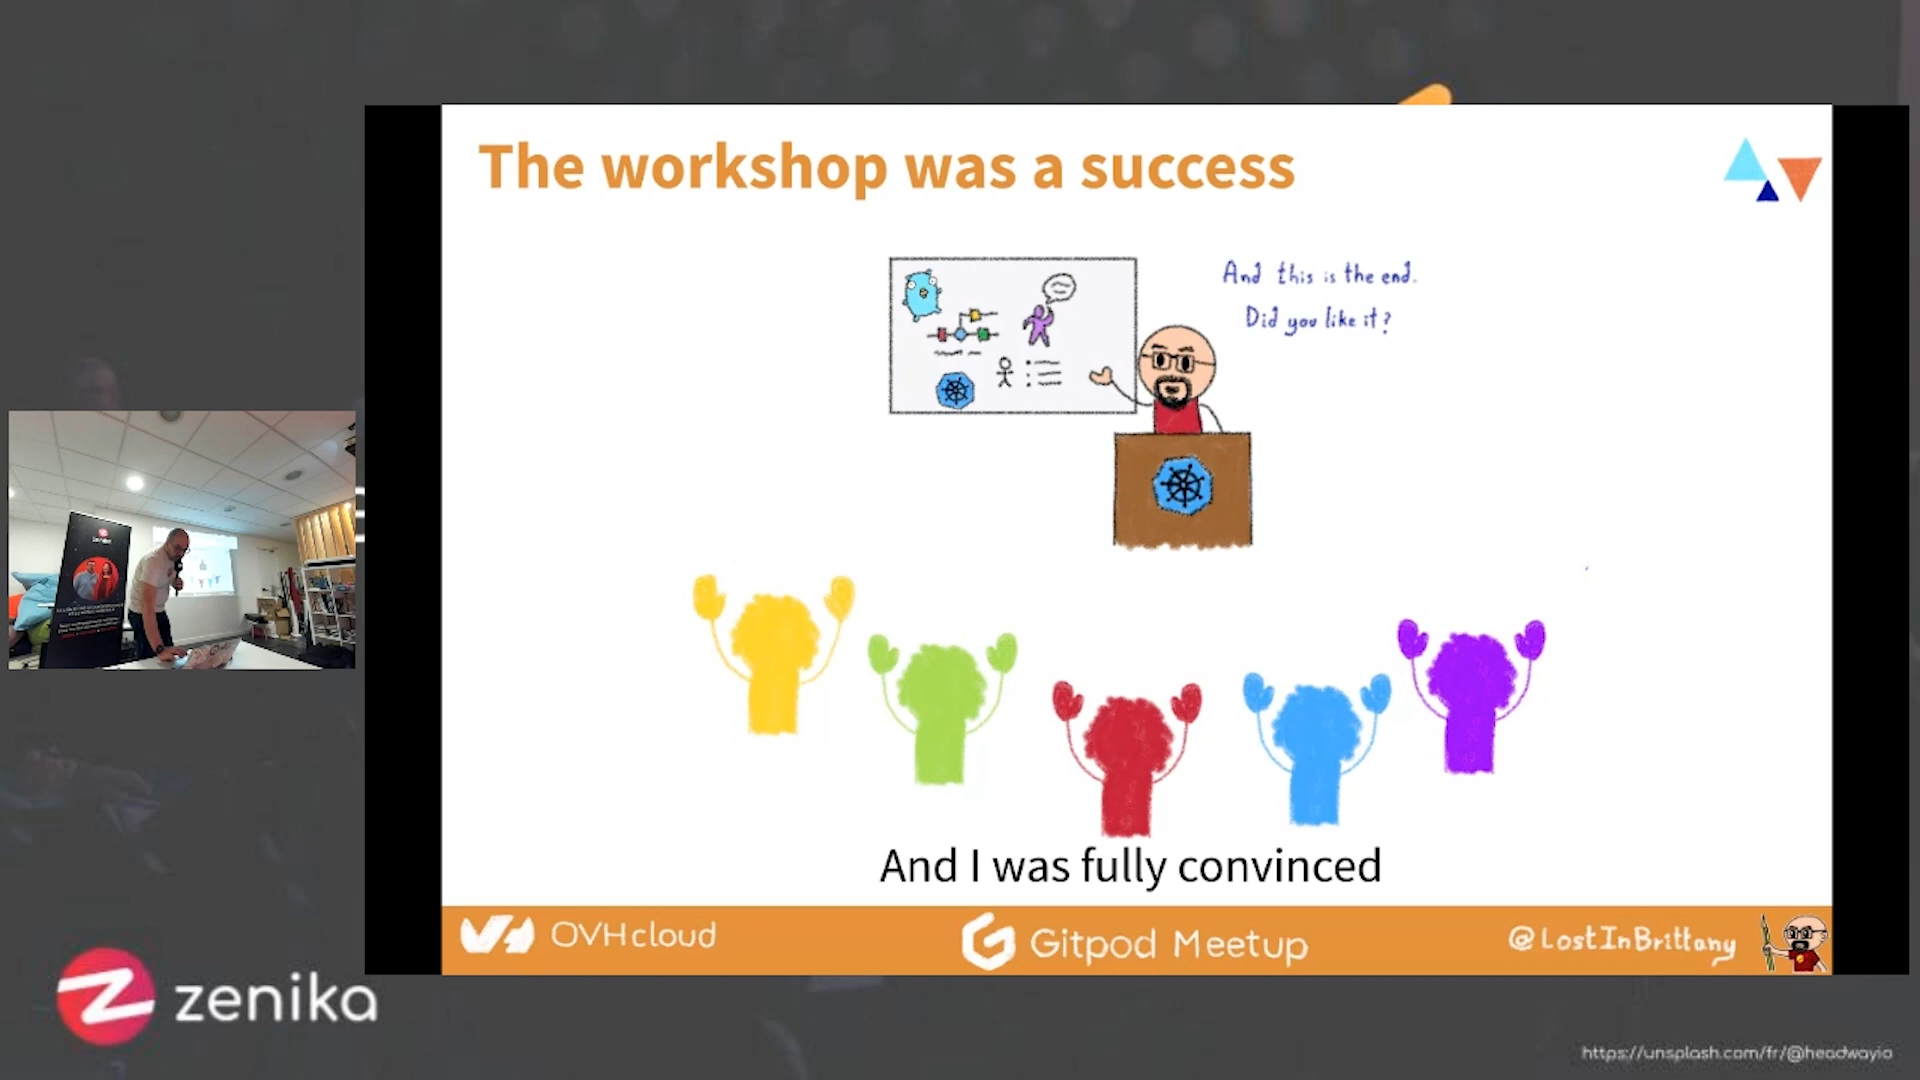 The workshop was a success
And this is the end.
Did you like it?
And I was fully convinced
OVHcloud
Gitpod Meetup
@LostInBrittany
zenika
zenika
https://unsplash.com/fr/@headwayio